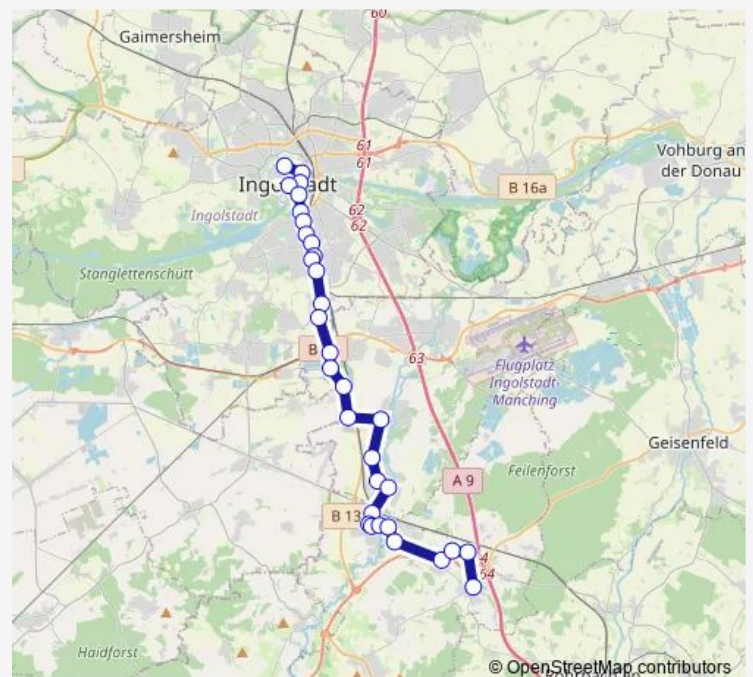 60
Gaimersheim
61
61
Vohburg an
der Donau
Ingolstadt
B 16a
Ingolstadt
62
62
Stanglettenschütt
B
63
Flugplatz
Ingolstadt-
Manching
Geisenfeld
A 9
Feilenforst
B 13
64
Haidforst
© OpenStreetMap contributors